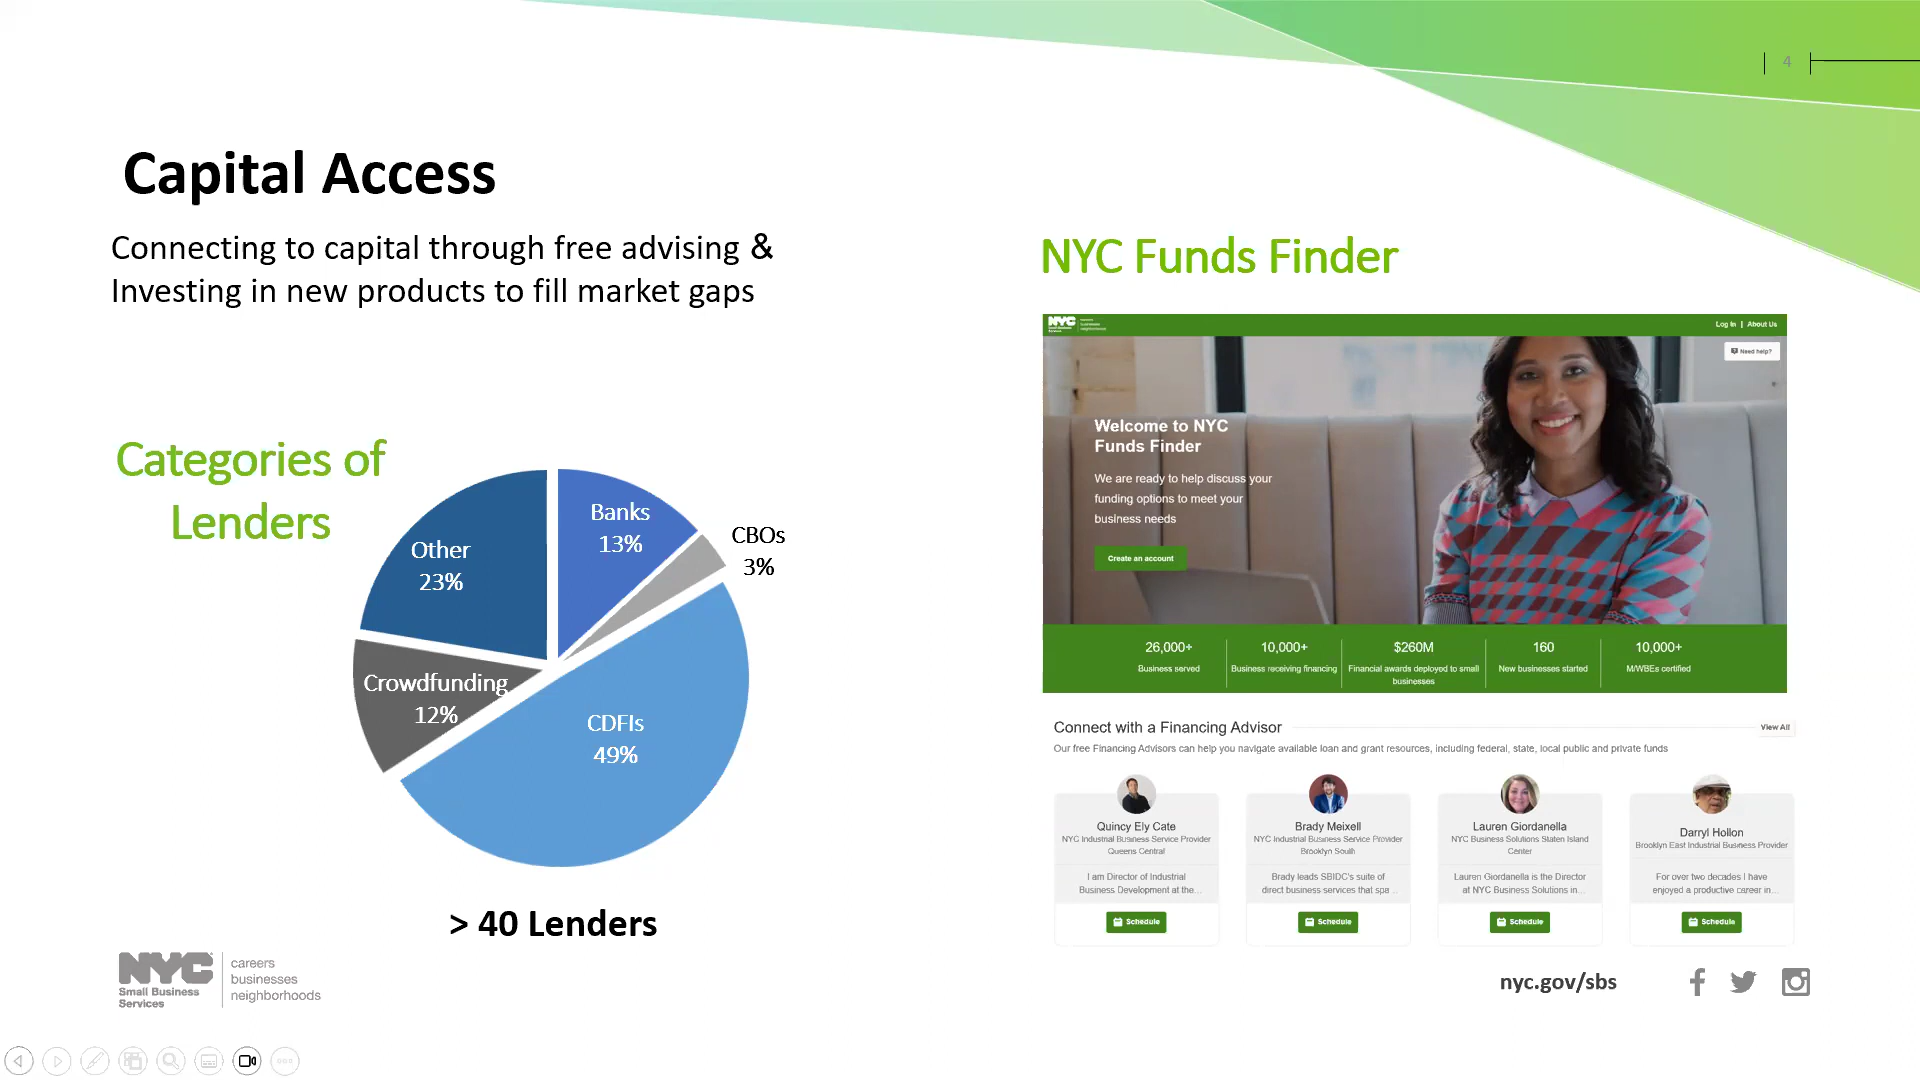 4
Capital Access
Connecting to capital through free advising &
Investing in new products to fill market gaps
Categories of
Lenders
Banks
13%
CBOs
3%
Other
23%
Crowdfunding
12%
CDFIs
49%
> 40 Lenders
NYC
Small Business
Services
careers
businesses
neighborhoods
NYC Funds Finder
NYC
Small Business
Services
businesses
neighborhoods
Log In | About Us
Need help?
Welcome to NYC
Funds Finder
We are ready to help discuss your
funding options to meet your
business needs
Create an account
26,000+
Business served
10,000+
Business receiving financing
$260M
Financial awards deployed to small
businesses
160
New businesses started
10,000+
M/WBEs certified
Connect with a Financing Advisor
View All
Our free Financing Advisors can help you navigate available loan and grant resources, including federal, state, local public and private funds
Quincy Ely Cate
NYC Industrial Business Service Provider
Queens Central
I am Director of Industrial
Business Development at the...
Schedule
Brady Meixell
NYC Industrial Business Service Provider
Brooklyn South
Brady leads SBIDC's suite of
direct business services that spa...
Schedule
Lauren Giordanella
NYC Business Solutions Staten Island
Center
Lauren Giordanella is the Director
at NYC Business Solutions in...
Schedule
Darryl Hollon
Brooklyn East Industrial Business Provider
For over two decades I have
enjoyed a productive career in...
Schedule
nyc.gov/sbs